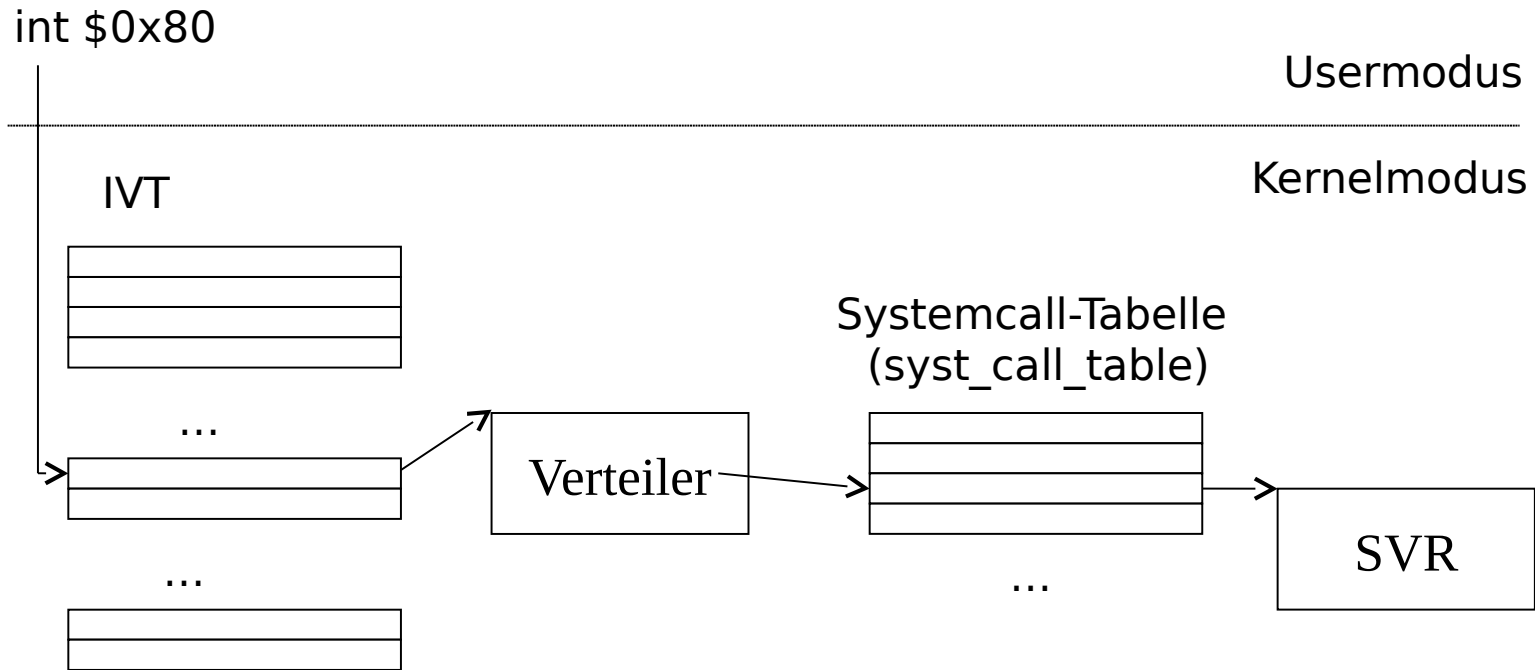 int $0x80
Usermodus
Kernelmodus
IVT
Systemcall-Tabelle
(syst_call_table)
...
Verteiler
SVR
...
...